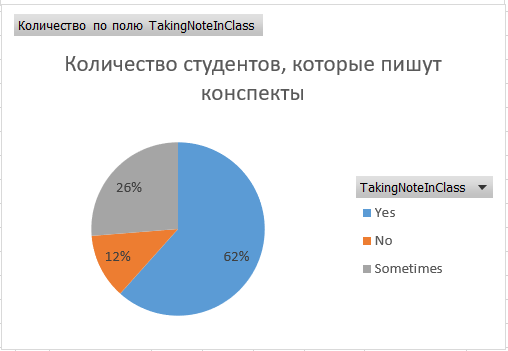 Количество по полю TakingNoteInClass
Количество студентов, которые пишут
конспекты
26%
12%
62%
TakingNoteInClass
Yes
No
Sometimes